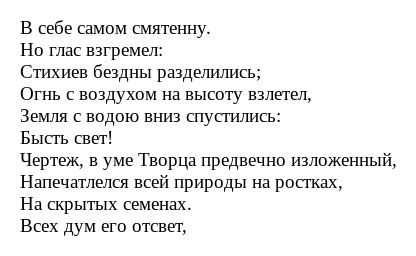 В себе самом смятенну.
Но глас взгремел:
Стихиев бездны разделились;
Огнь с воздухом на высоту взлетел,
Земля с водою вниз спустились:
Бысть свет!
Чертеж, в уме Творца предвечно изложенный,
Напечатлелся всей природы на ростках,
На скрытых семенах.
Всех дум его отсвет,